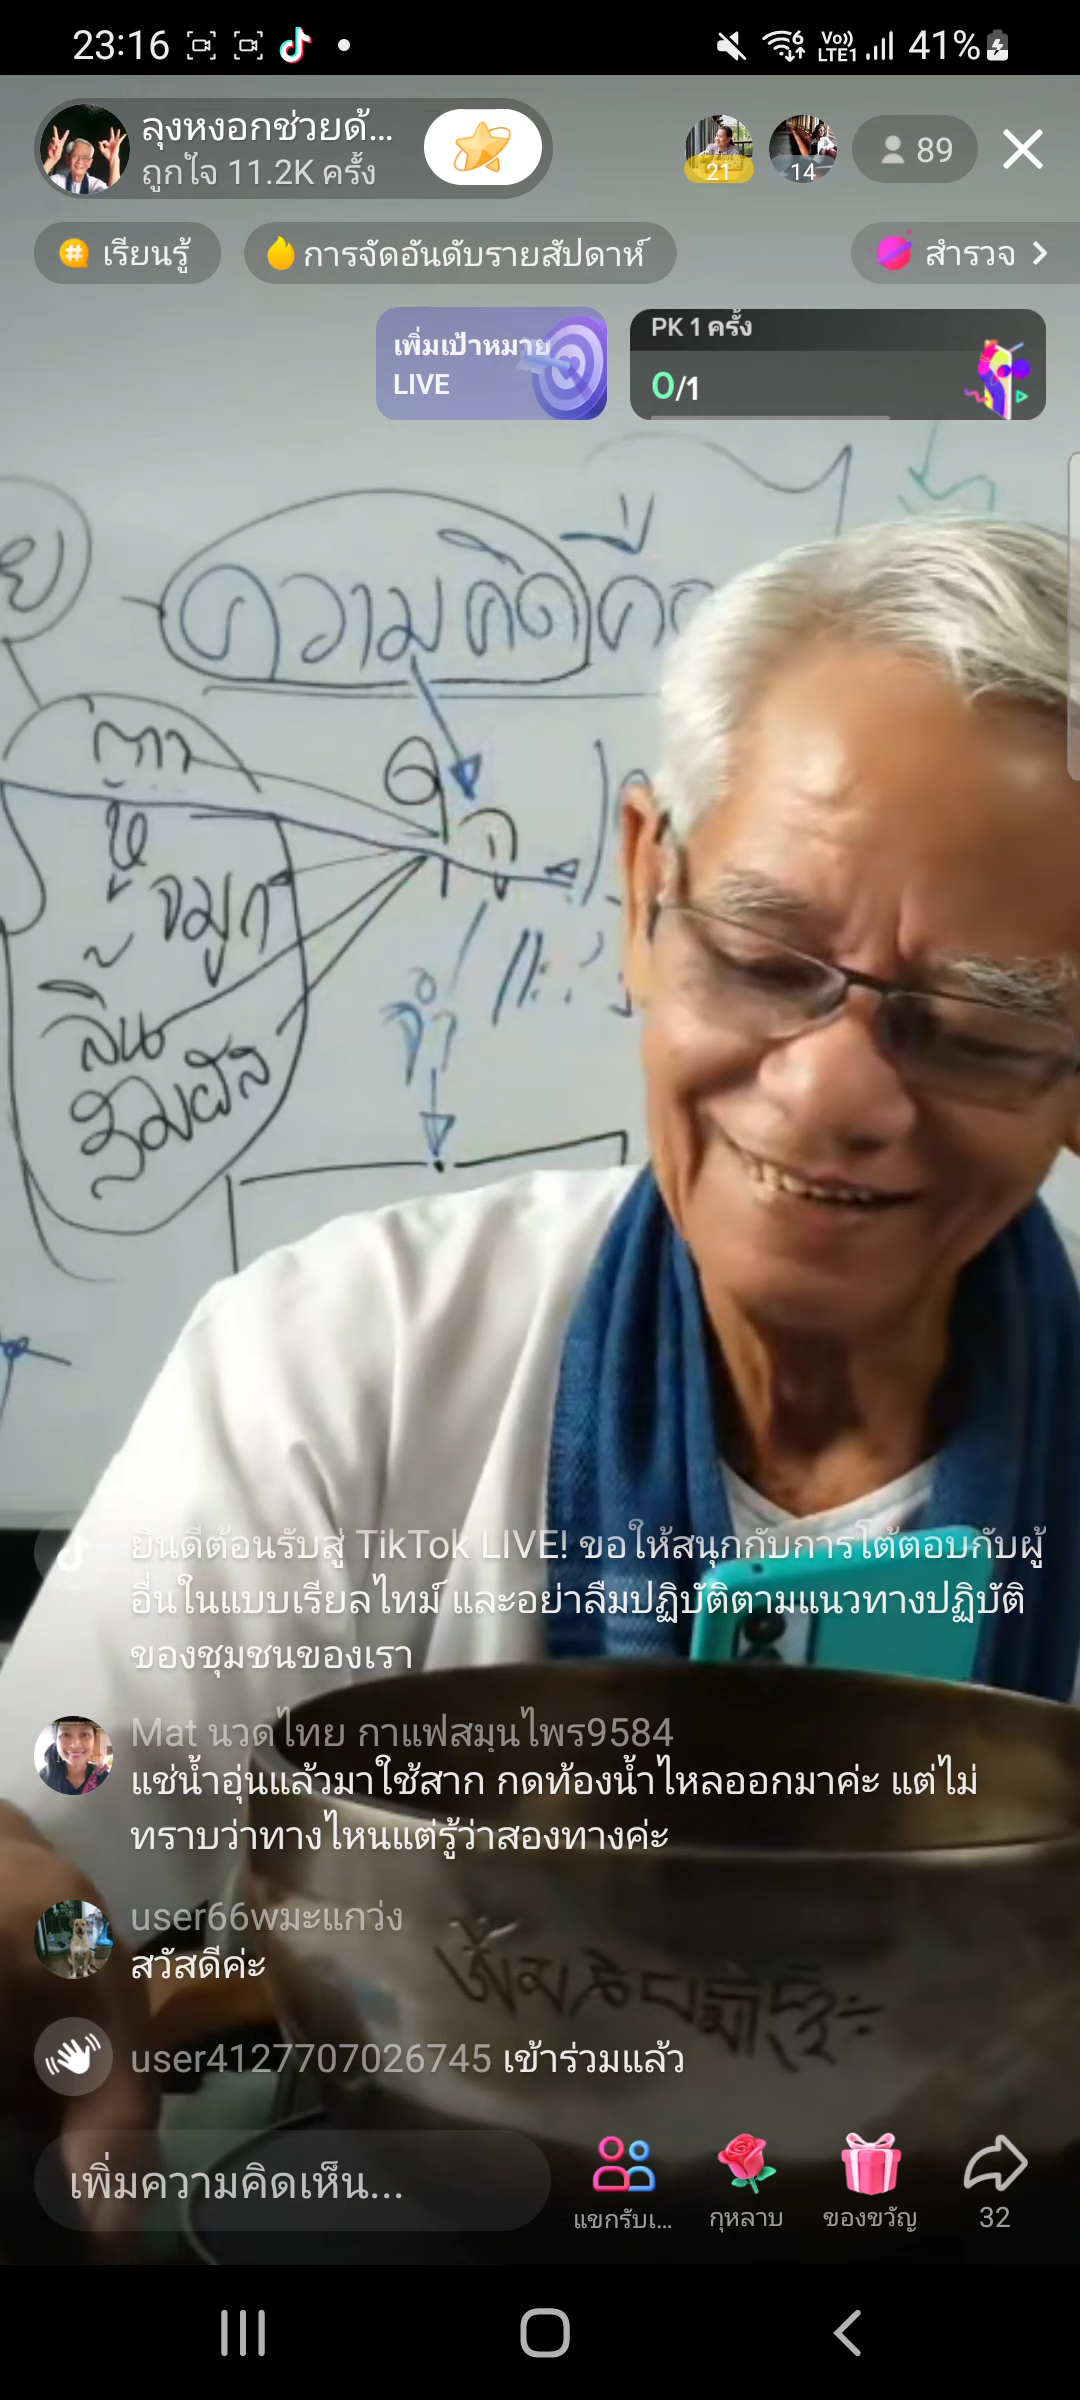 23:16
Vo))
LTE1
41%
ลุงหงอกช่วยด้...
ถูกใจ 11.2K ครั้ง
21
14
89
# เรียนรู้
การจัดอันดับรายสัปดาห์
สำรวจ >
เพิ่มเป้าหมาย
LIVE
PK 1 ครั้ง
0/1
ความคิดคือ
ตา
หู
จมูก
ลิ้น
สัมผัส
จำ
ยินดีต้อนรับสู่ TikTok LIVE! ขอให้สนุกกับการโต้ตอบกับผู้
อื่นในแบบเรียลไทม์ และอย่าลืมปฏิบัติตามแนวทางปฏิบัติ
ของชุมชนของเรา
Mat นวดไทย กาแฟสมุนไพร9584
แช่น้ำอุ่นแล้วมาใช้สาก กดท้องน้ำไหลออกมาค่ะ แต่ไม่
ทราบว่าทางไหนแต่รู้ว่าสองทางค่ะ
user66พมะแกว่ง
สวัสดีค่ะ
user4127707026745 เข้าร่วมแล้ว
เพิ่มความคิดเห็น...
แขกรับเ...
กุหลาบ
ของขวัญ
32